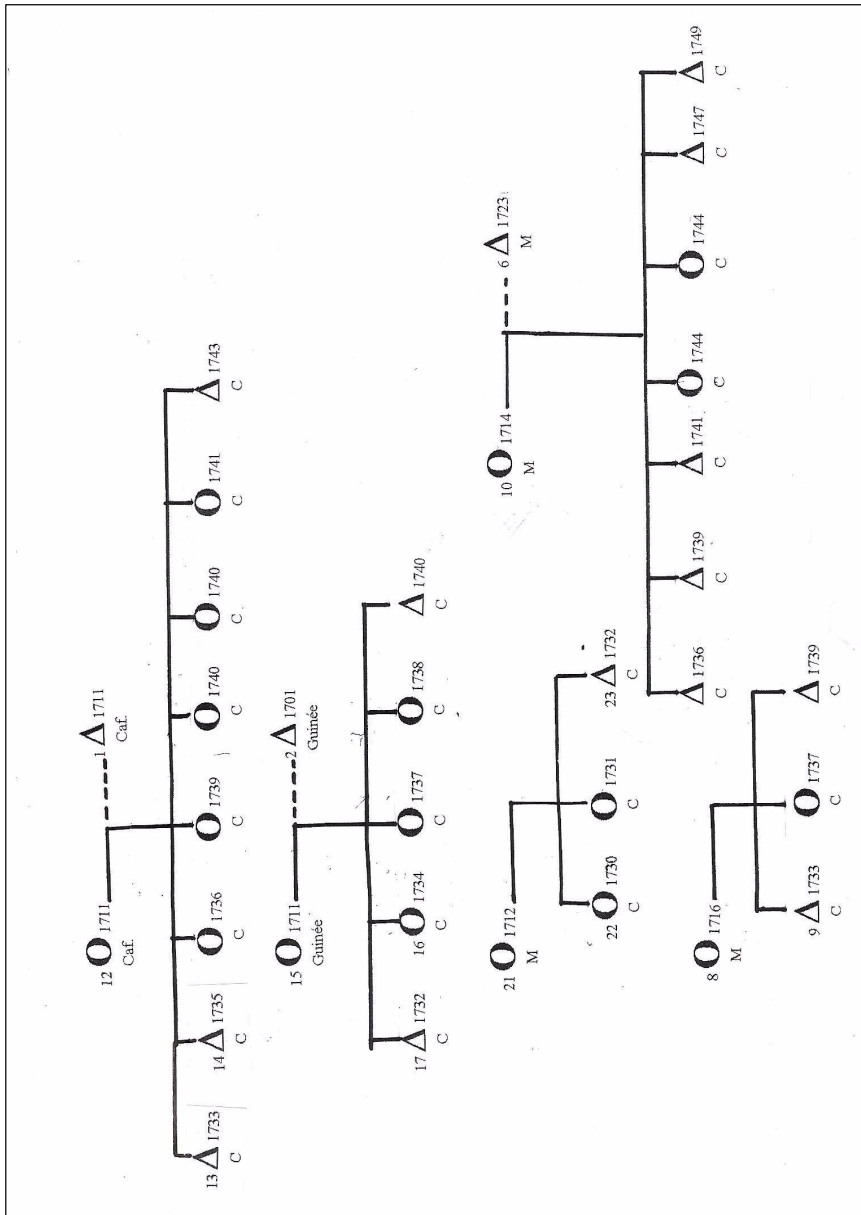 12 1711 1 1711
Caf. Caf.
13 1733 14 1735 1736 1739 1740 1740 1741 1743
C C C C C C C C
15 1711 2 1701
Guinée Guinée
17 1732 16 1734 1737 1738 1740
C C C C C
21 1712
M
22 1730 1731 23 1732
C C C
10 1714 6 1723
M M
1736 1739 1741 1744 1744 1747 1749
C C C C C C C
8 1716
M
9 1733 1737 1739
C C C